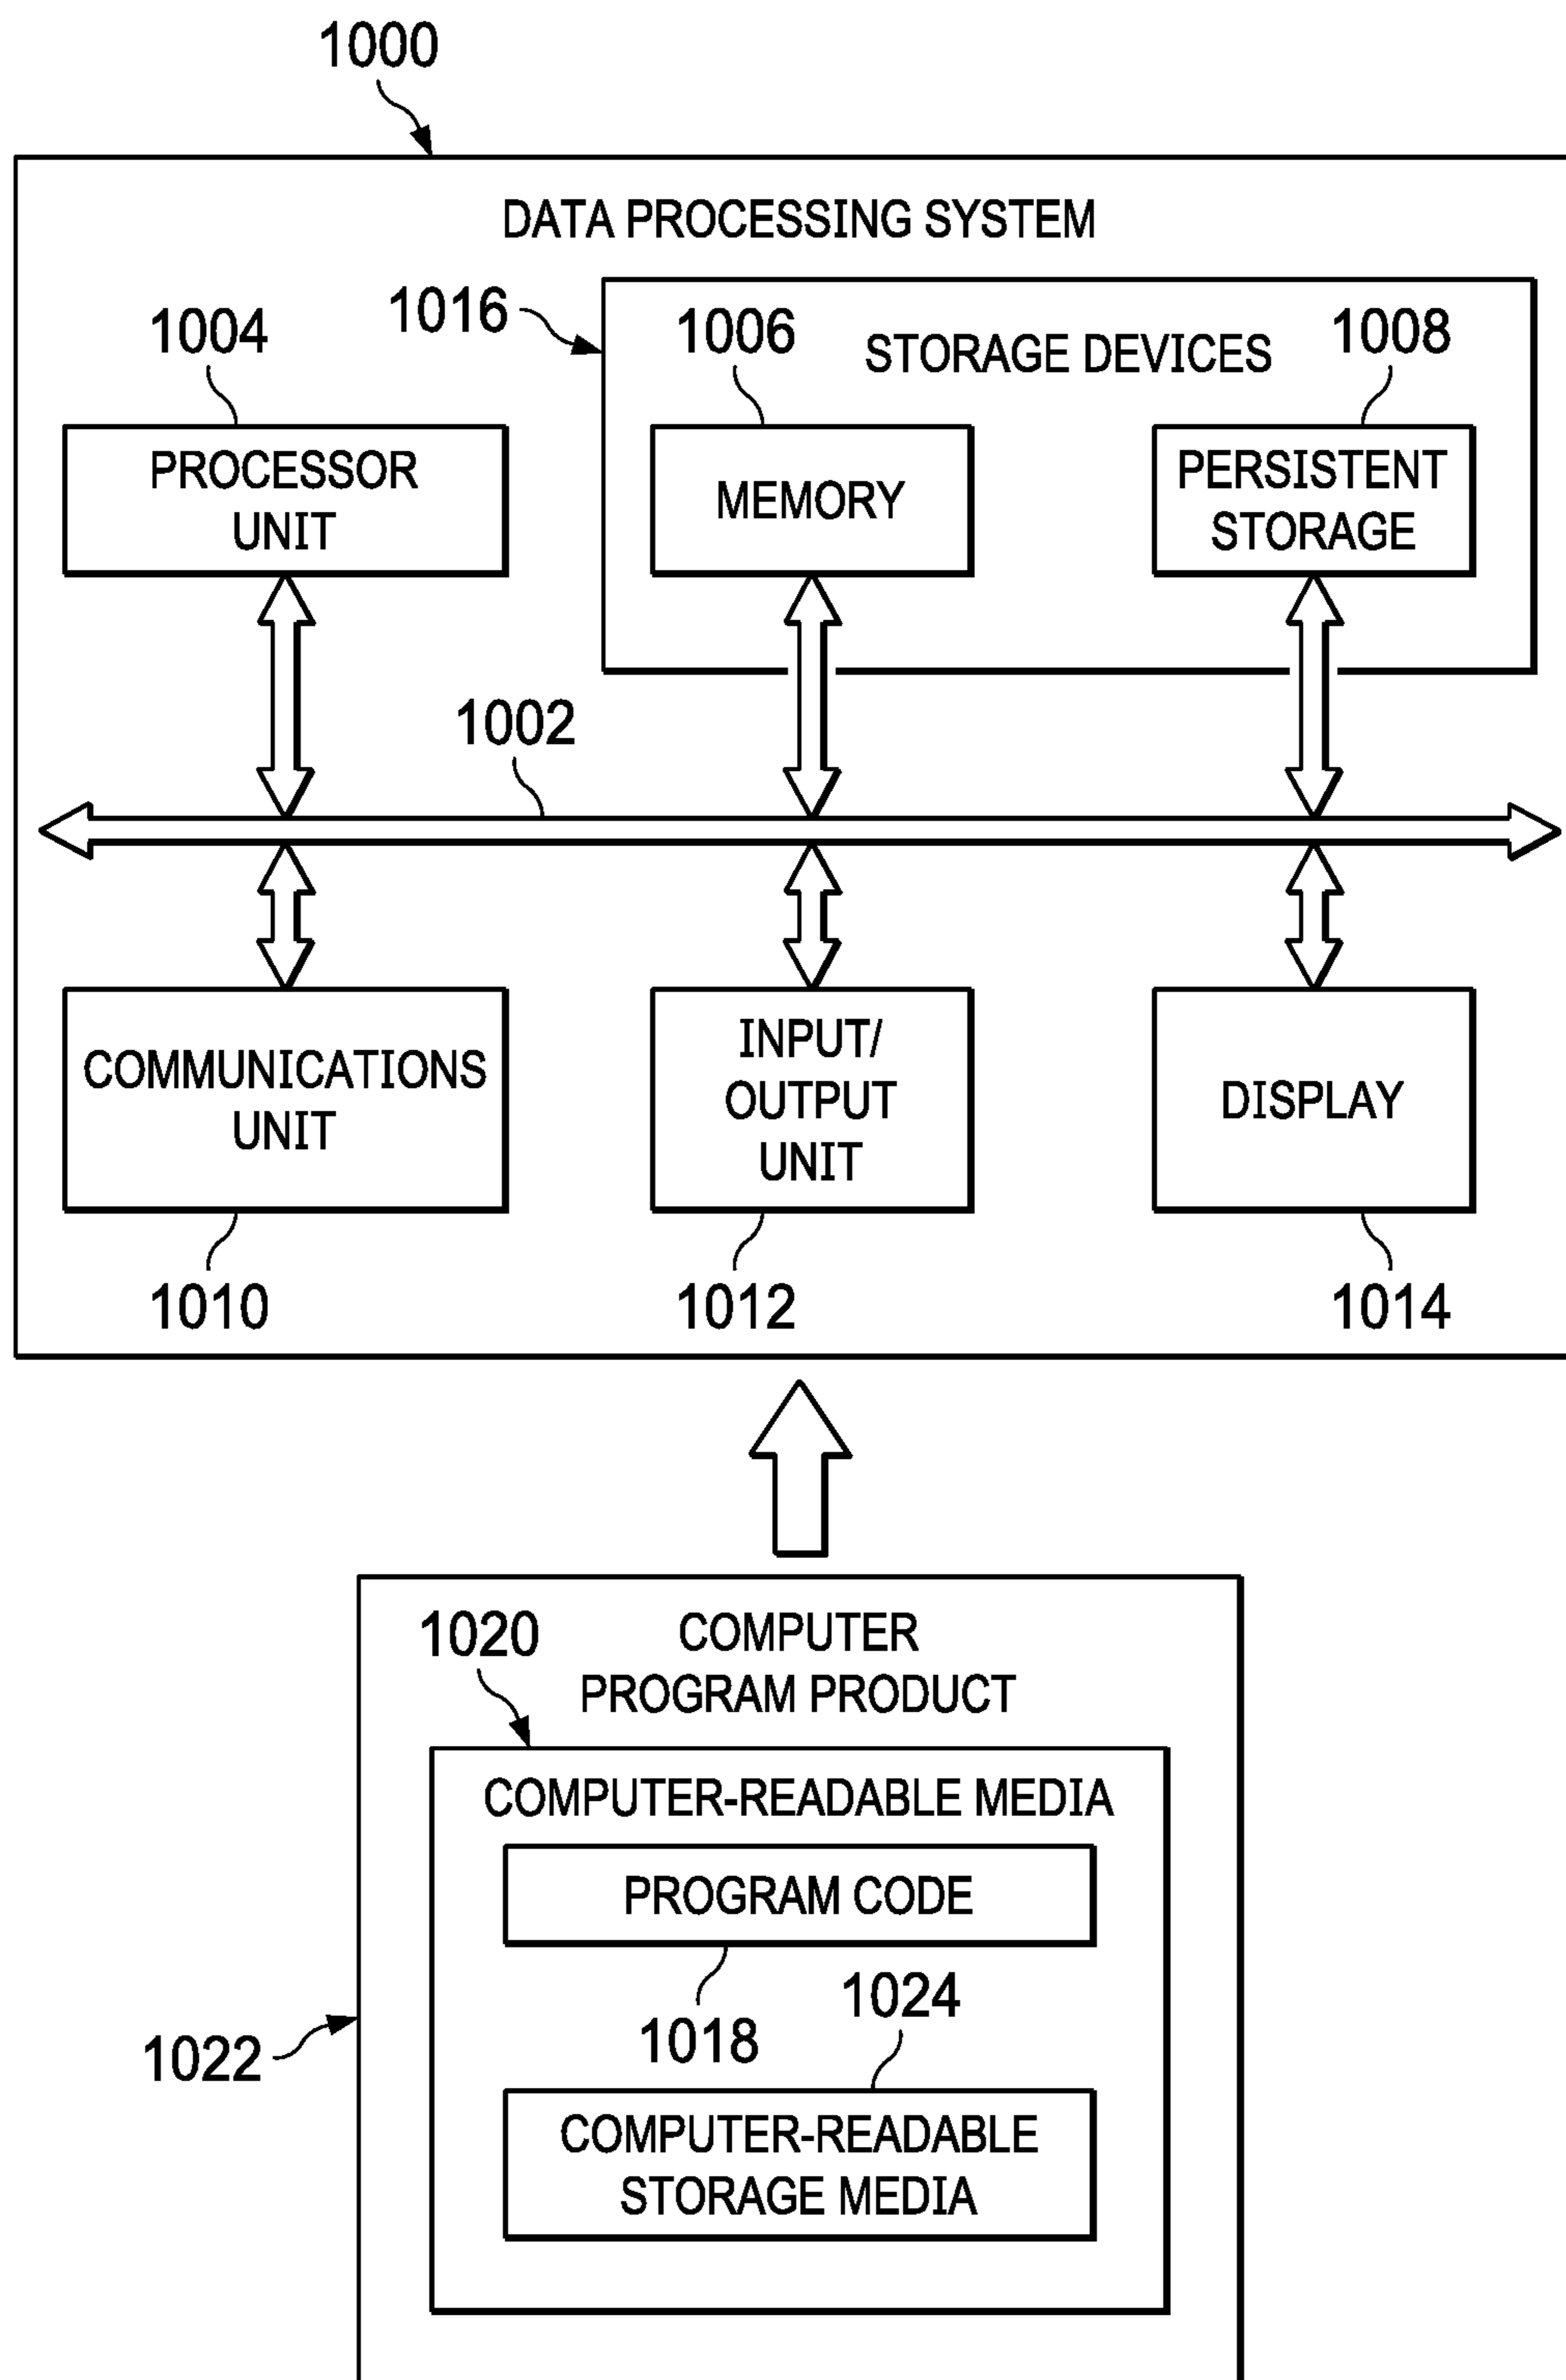 1000
DATA PROCESSING SYSTEM
1016
1004
1006
STORAGE DEVICES
1008
PROCESSOR
UNIT
MEMORY
PERSISTENT
STORAGE
1002
COMMUNICATIONS
UNIT
INPUT/
OUTPUT
UNIT
DISPLAY
1010
1012
1014
1020
COMPUTER
PROGRAM PRODUCT
COMPUTER-READABLE MEDIA
PROGRAM CODE
1018
1024
1022
COMPUTER-READABLE
STORAGE MEDIA